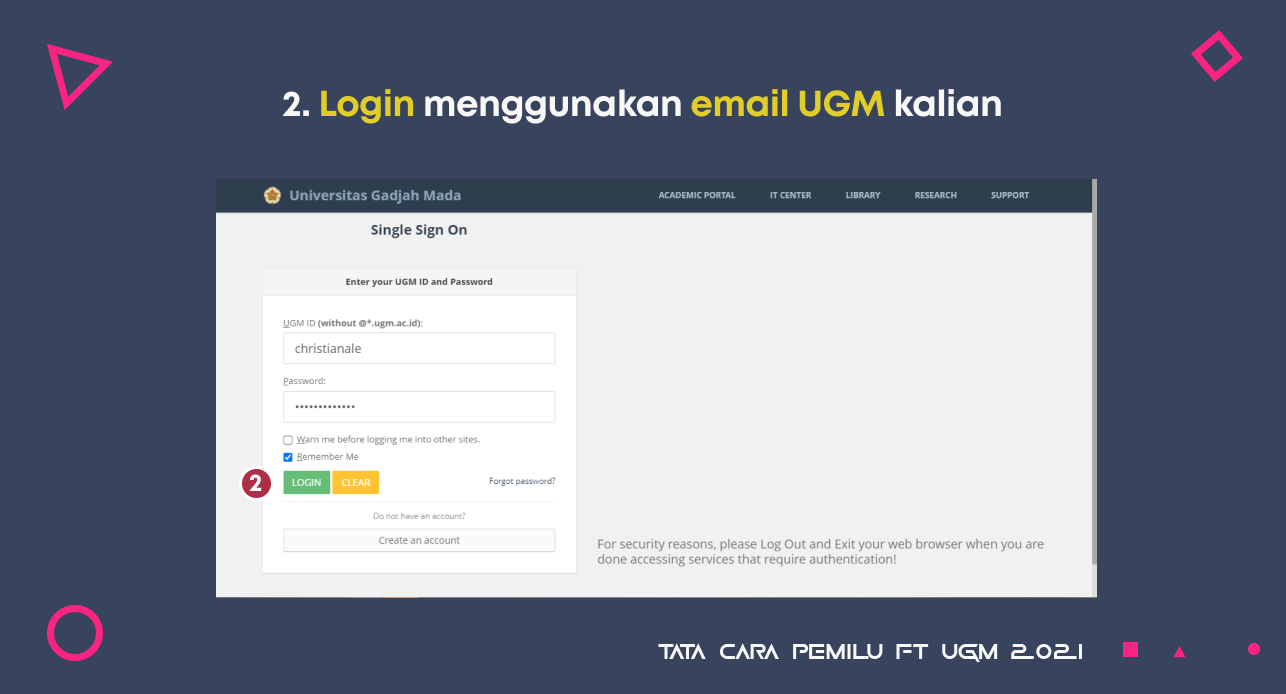 2. Login menggunakan email UGM kalian
Universitas Gadjah Mada
ACADEMIC PORTAL IT CENTER LIBRARY RESEARCH SUPPORT
Single Sign On
Enter your UGM ID and Password
UGM ID (without @*.ugm.ac.id):
christianale
Password:
•••••••••••••
Warn me before logging me into other sites.
Remember Me
2
LOGIN CLEAR Forgot password?
Do not have an account?
Create an account
For security reasons, please Log Out and Exit your web browser when you are
done accessing services that require authentication!
TATA CARA PEMILU FT UGM 2021